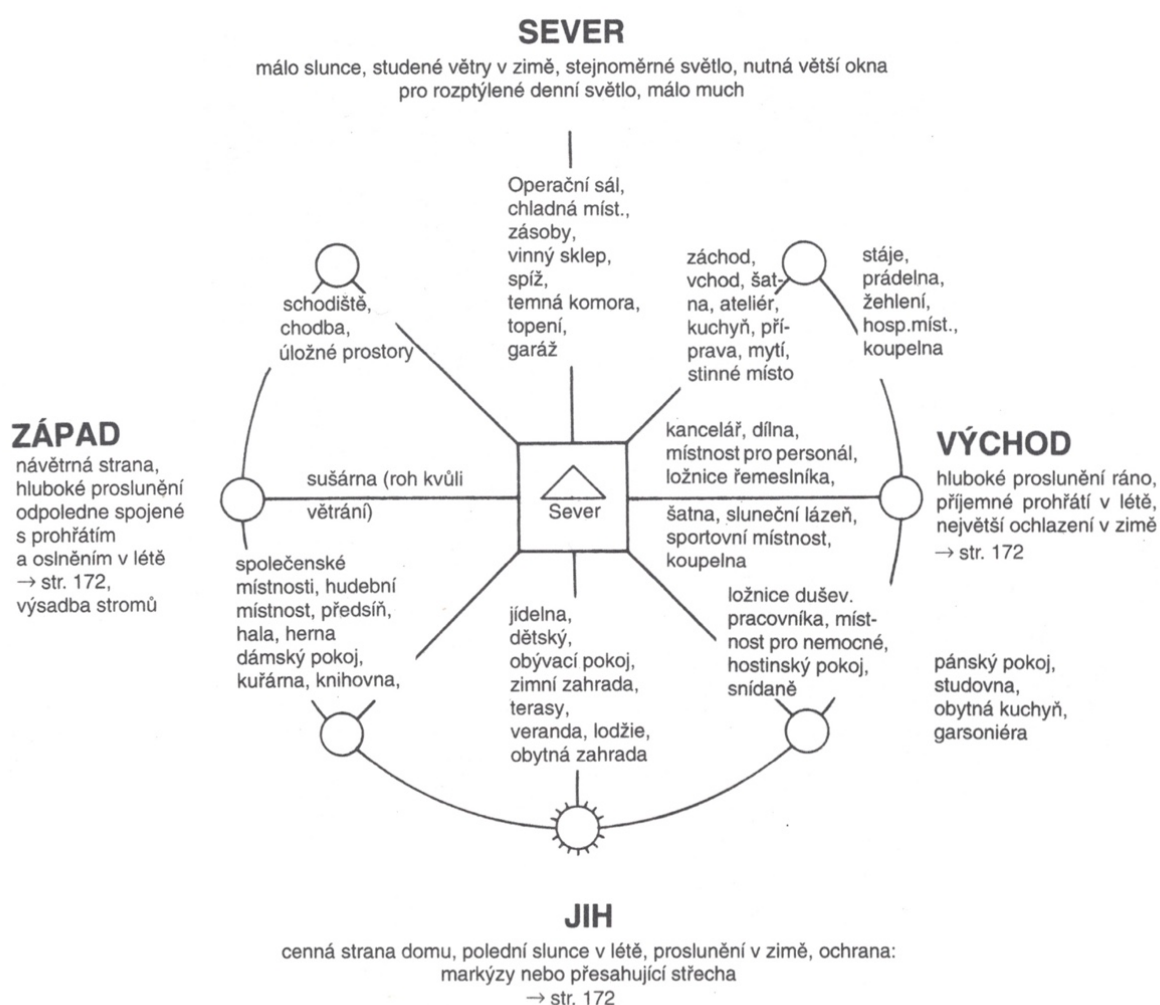 SEVER
málo slunce, studené větry v zimě, stejnoměrné světlo, nutná větší okna
pro rozptýlené denní světlo, málo much
Operační sál,
chladná míst.,
zásoby,
vinný sklep,
spíž,
temná komora,
topení,
garáž
schodiště,
chodba,
úložné prostory
záchod,
vchod, šat-
na, ateliér,
kuchyň, pří-
prava, mytí,
stinné místo
stáje,
prádelna,
žehlení,
hosp.míst.,
koupelna
ZÁPAD
návětrná strana,
hluboké proslunění
odpoledne spojené
s prohřátím
a oslněním v létě
→ str. 172,
výsadba stromů
sušárna (roh kvůli
větrání)
Sever
kancelář, dílna,
místnost pro personál,
ložnice řemeslníka,
šatna, sluneční lázeň,
sportovní místnost,
koupelna
VÝCHOD
hluboké proslunění ráno,
příjemné prohřátí v létě,
největší ochlazení v zimě
→ str. 172
společenské
místnosti, hudební
místnost, předsíň,
hala, herna
dámský pokoj,
kuřárna, knihovna,
jídelna,
dětský,
obývací pokoj,
zimní zahrada,
terasy,
veranda, lodžie,
obytná zahrada
ložnice dušev.
pracovníka, míst-
nost pro nemocné,
hostinský pokoj,
snídaně
pánský pokoj,
studovna,
obytná kuchyň,
garsoniéra
JIH
cenná strana domu, polední slunce v létě, proslunění v zimě, ochrana:
markýzy nebo přesahující střecha
→ str. 172